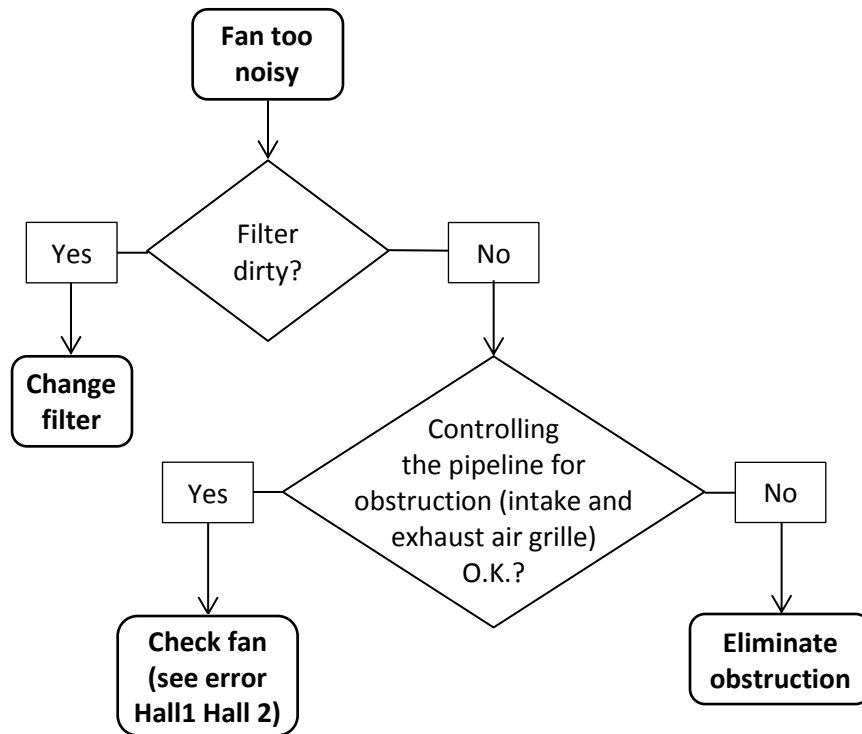 Fan too
noisy
Yes
Filter
dirty?
No
Change
filter
Controlling
the pipeline for
obstruction (intake and
exhaust air grille)
O.K.?
Yes
No
Check fan
(see error
Hall1 Hall 2)
Eliminate
obstruction